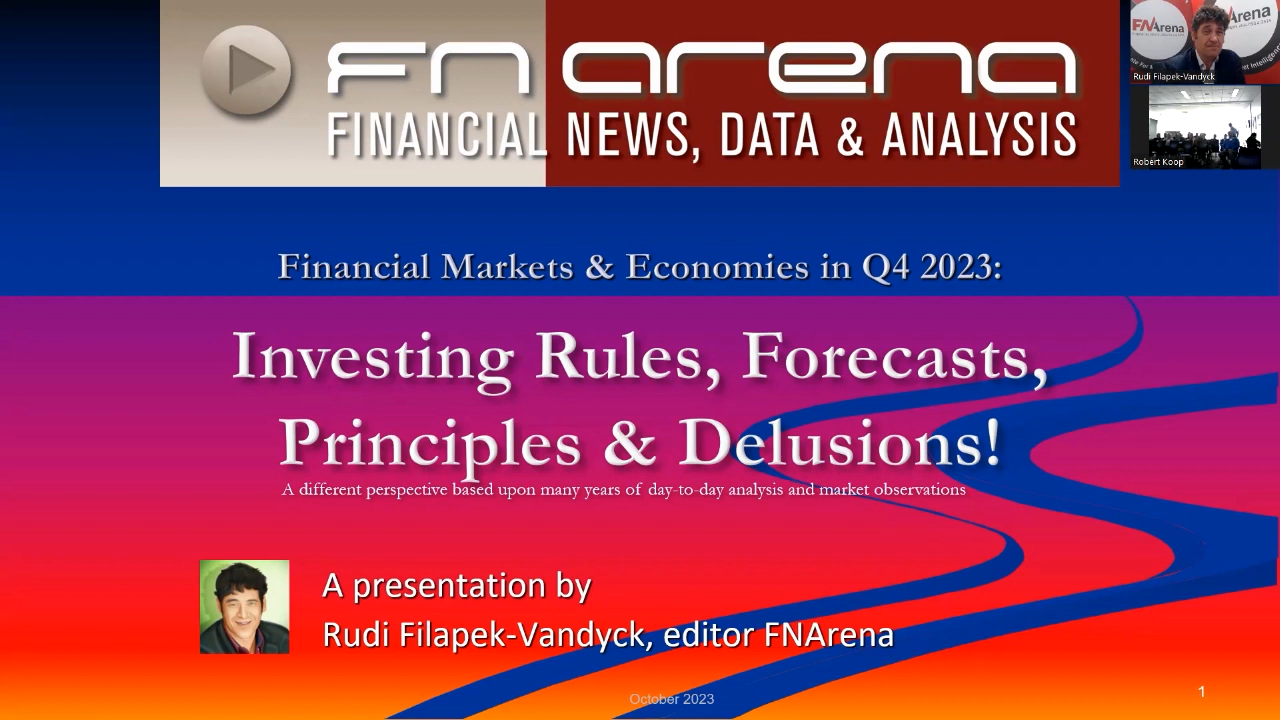 fn arena
FINANCIAL NEWS, DATA & ANALYSIS
FNArena
Arena
Rudi Filapek-Vandyck
Robert Koop
Financial Markets & Economies in Q4 2023:
Investing Rules, Forecasts,
Principles & Delusions!
A different perspective based upon many years of day-to-day analysis and market observations
A presentation by
Rudi Filapek-Vandyck, editor FNArena
October 2023
1